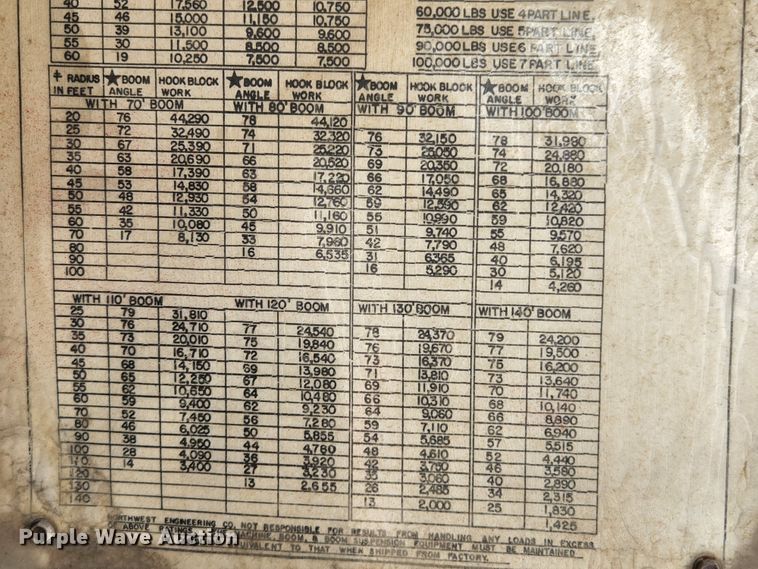 40 52 17,560 12,500 10,750
45 46 15,000 11,150 10,750
50 39 13,100 9,600 9,600
55 30 11,500 8,500 8,500
60 19 10,250 7,500 7,500
60,000 LBS USE 4 PART LINE.
75,000 LBS USE 5 PART LINE.
90,000 LBS USE 6 PART LINE
100,000 LBS USE 7 PART LINE
‡ RADIUS IN FEET ★BOOM ANGLE HOOK BLOCK WORK ★BOOM ANGLE HOOK BLOCK WORK ★BOOM ANGLE HOOK BLOCK WORK ★BOOM ANGLE HOOK BLOCK WORK
WITH 70' BOOM WITH 80' BOOM WITH 90' BOOM WITH 100' BOOM
20 76 44,290 78 44,120
25 72 32,490 74 32,320 76 32,150 78 31,980
30 67 25,390 71 25,220 73 25,050 74 24,880
35 63 20,690 66 20,520 69 20,350 72 20,180
40 58 17,390 63 17,220 66 17,050 68 16,880
45 53 14,830 58 14,660 62 14,490 65 14,320
50 48 12,930 54 12,760 59 12,590 62 12,420
55 42 11,330 50 11,160 55 10,990 59 10,820
60 35 10,080 45 9,910 51 9,740 55 9,570
70 17 8,130 33 7,960 42 7,790 48 7,620
80 16 6,535 31 6,365 40 6,195
90 16 5,290 30 5,120
100 14 4,260
WITH 110' BOOM WITH 120' BOOM WITH 130' BOOM WITH 140' BOOM
25 79 31,810
30 76 24,710 77 24,540 78 24,370 79 24,200
35 73 20,010 75 19,840 76 19,670 77 19,500
40 70 16,710 72 16,540 73 16,370 75 16,200
45 68 14,150 69 13,980 71 13,810 73 13,640
50 65 12,250 67 12,080 69 11,910 70 11,740
55 62 10,650 64 10,480 66 10,310 68 10,140
60 59 9,400 62 9,230 64 9,060 66 8,890
70 52 7,450 56 7,280 59 7,110 62 6,940
80 46 6,025 50 5,855 54 5,685 57 5,515
90 38 4,950 44 4,780 48 4,610 52 4,440
100 28 4,090 36 3,920 42 3,750 46 3,580
110 14 3,400 27 3,230 35 3,060 40 2,890
120 13 2,655 26 2,485 34 2,315
130 13 2,000 25 1,830
140 1,425
NORTHWEST ENGINEERING CO. NOT RESPONSIBLE FOR RESULTS FROM HANDLING ANY LOADS IN EXCESS
OF ABOVE RATINGS. MACHINE, BOOM, & BOOM SUSPENSION EQUIPMENT MUST BE MAINTAINED
EQUIVALENT TO THAT WHEN SHIPPED FROM FACTORY.
Purple Wave Auction